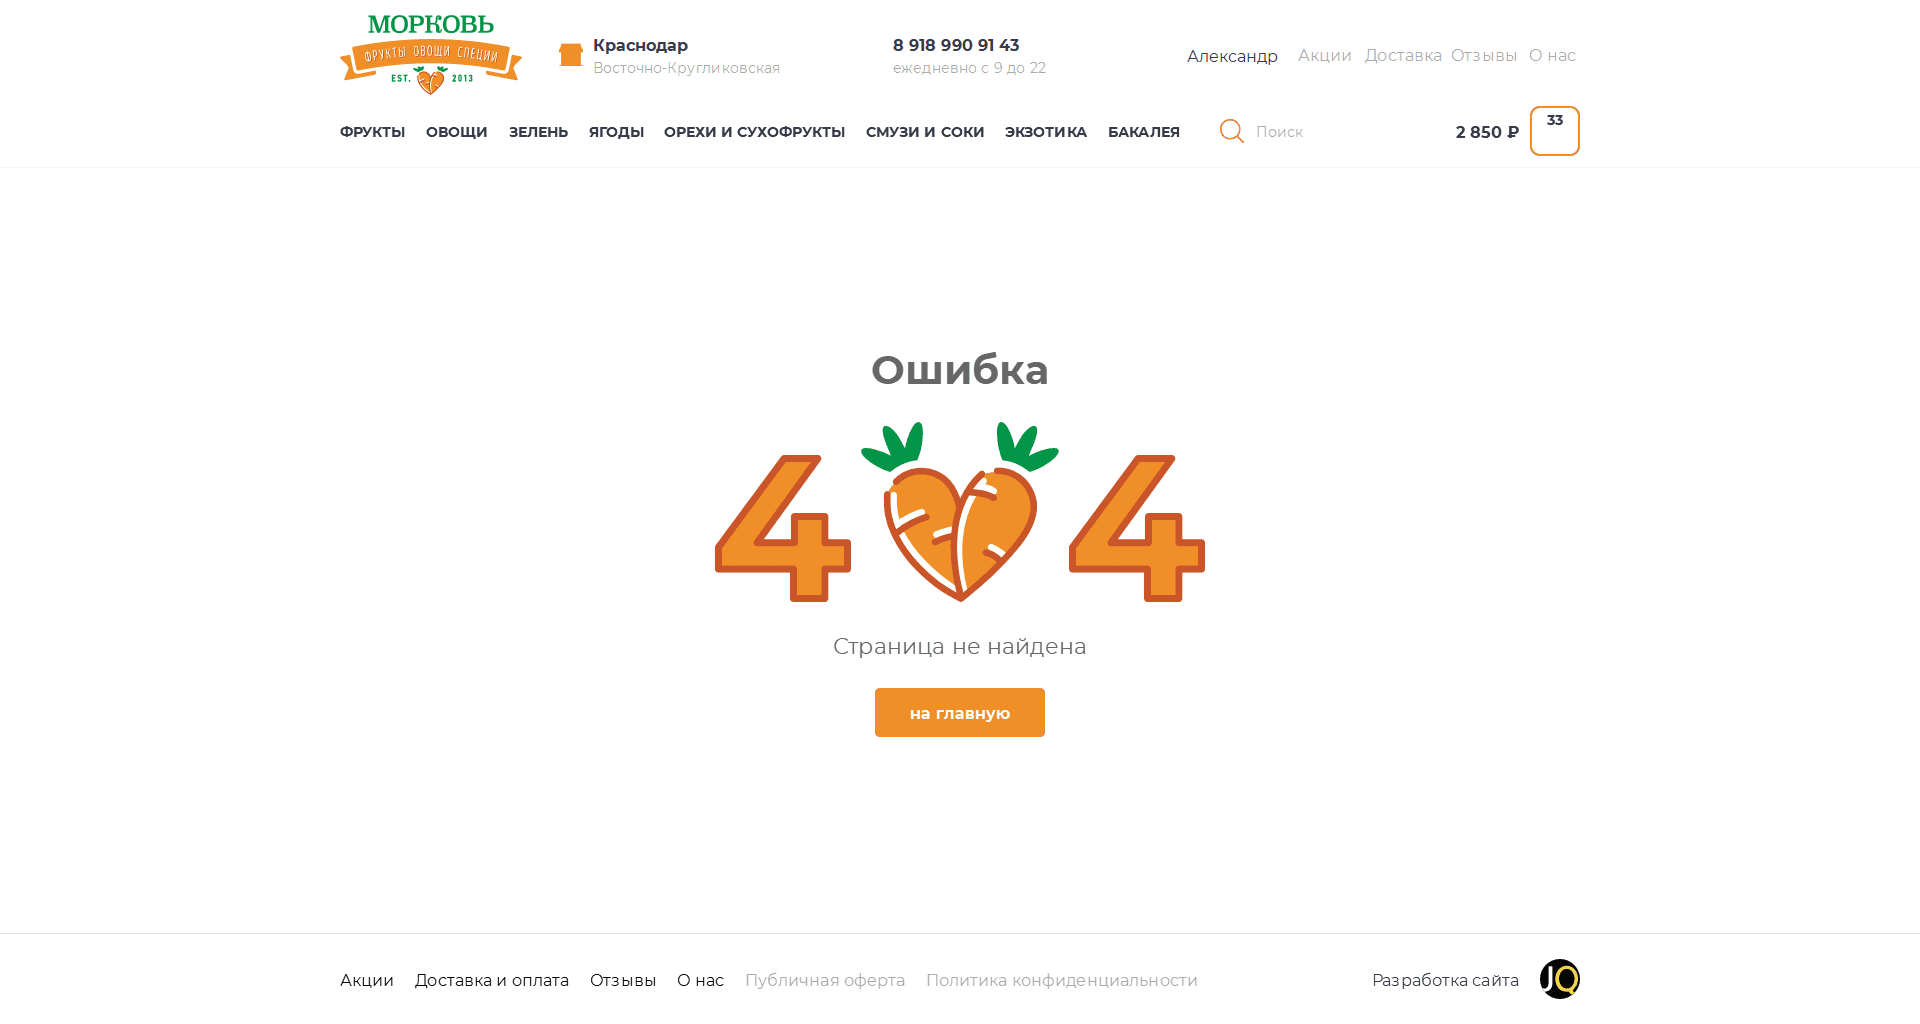 МОРКОВЬ
ФРУКТЫ ОВОЩИ СПЕЦИИ
EST. 2013
Краснодар
Восточно-Кругликовская
8 918 990 91 43
ежедневно с 9 до 22
Александр Акции Доставка Отзывы О нас
ФРУКТЫ ОВОЩИ ЗЕЛЕНЬ ЯГОДЫ ОРЕХИ И СУХОФРУКТЫ СМУЗИ И СОКИ ЭКЗОТИКА БАКАЛЕЯ Поиск 2 850 ₽ 33
Ошибка
4 4
Страница не найдена
на главную
Акции Доставка и оплата Отзывы О нас Публичная оферта Политика конфиденциальности Разработка сайта JQ